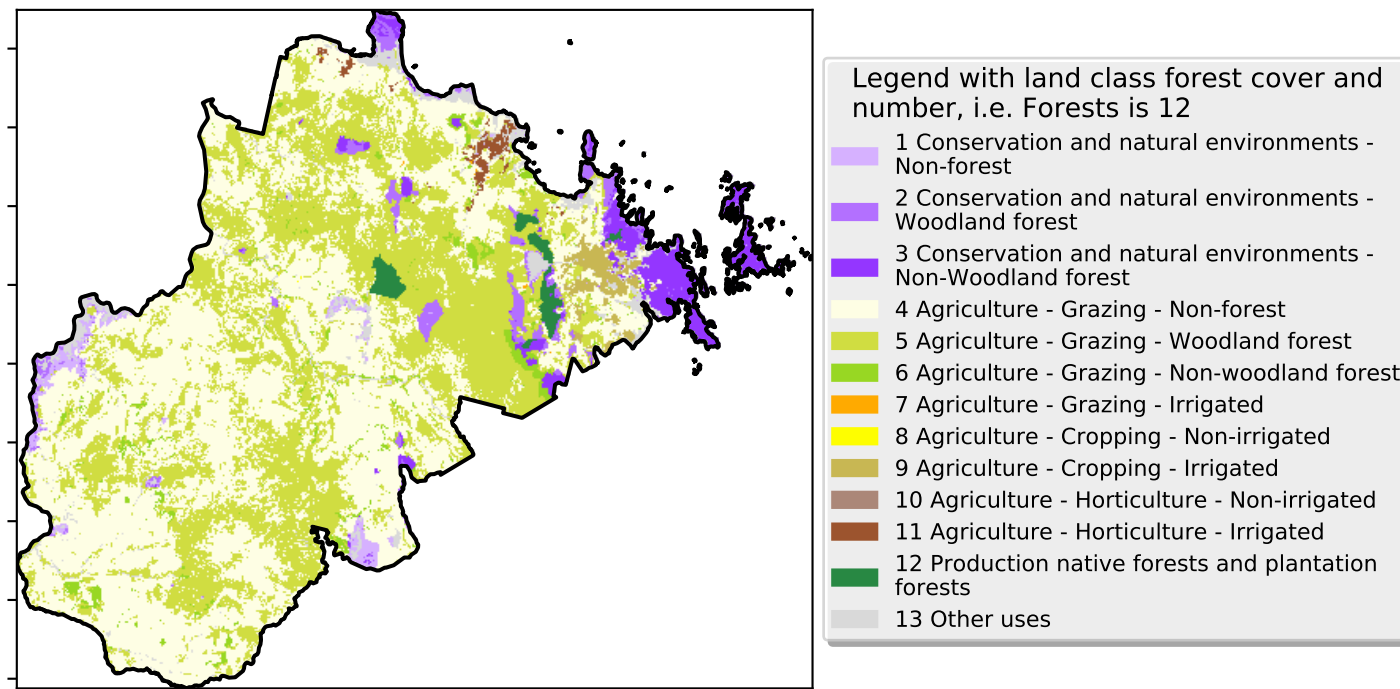 Legend with land class forest cover and
number, i.e. Forests is 12
1 Conservation and natural environments -
Non-forest
2 Conservation and natural environments -
Woodland forest
3 Conservation and natural environments -
Non-Woodland forest
4 Agriculture - Grazing - Non-forest
5 Agriculture - Grazing - Woodland forest
6 Agriculture - Grazing - Non-woodland forest
7 Agriculture - Grazing - Irrigated
8 Agriculture - Cropping - Non-irrigated
9 Agriculture - Cropping - Irrigated
10 Agriculture - Horticulture - Non-irrigated
11 Agriculture - Horticulture - Irrigated
12 Production native forests and plantation
forests
13 Other uses